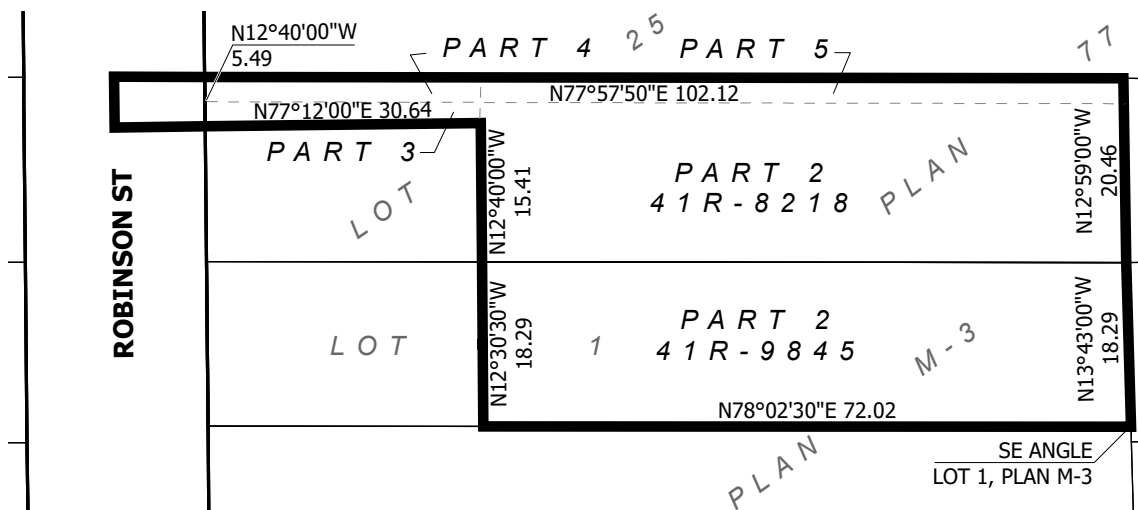 N12°40'00"W
5.49
PART 4
25
PART 5
77
N77°57'50"E 102.12
N77°12'00"E 30.64
PART 3
LOT
N12°40'00"W
15.41
PART 2
41R-8218
PLAN
N12°59'00"W
20.46
ROBINSON ST
LOT
N12°30'30"W
18.29
1
PART 2
41R-9845
M-3
N13°43'00"W
18.29
N78°02'30"E 72.02
PLAN
SE ANGLE
LOT 1, PLAN M-3